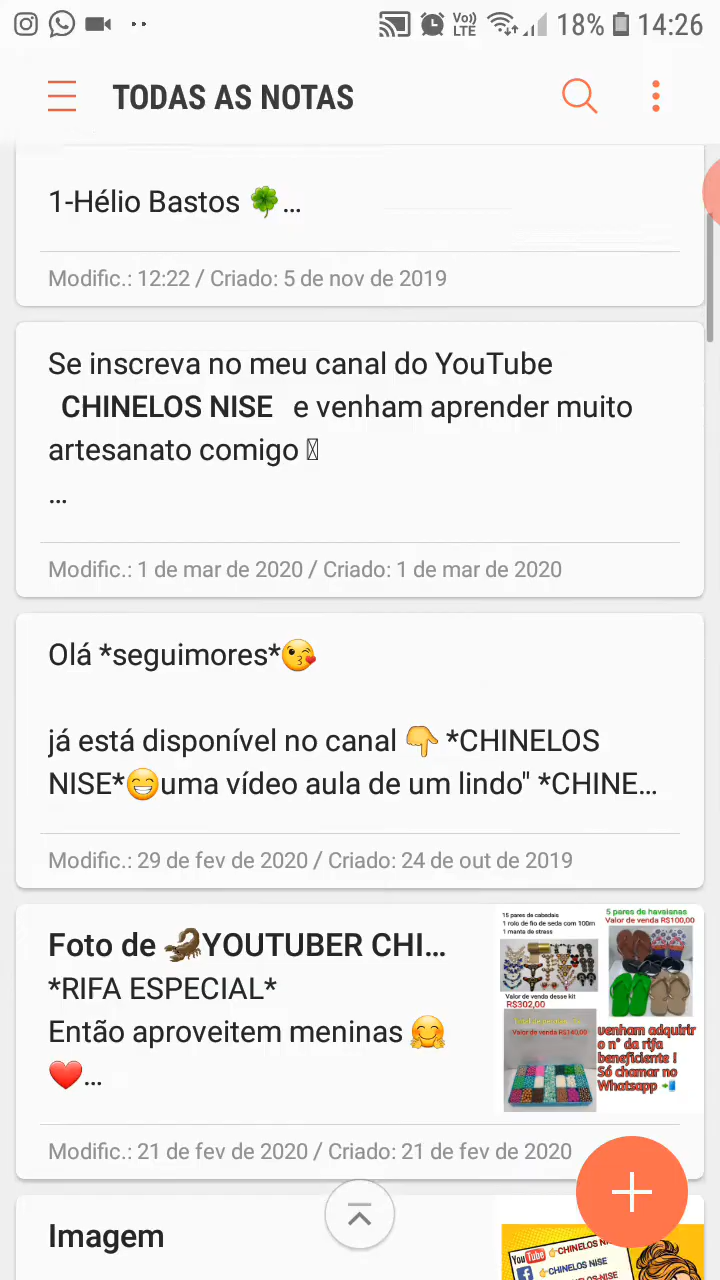 18% 14:26
TODAS AS NOTAS
1-Hélio Bastos 🍀...
Modific.: 12:22 / Criado: 5 de nov de 2019
Se inscreva no meu canal do YouTube
CHINELOS NISE e venham aprender muito
artesanato comigo
...
Modific.: 1 de mar de 2020 / Criado: 1 de mar de 2020
Olá *seguimores*😘
já está disponível no canal 👇 *CHINELOS
NISE*😁uma vídeo aula de um lindo" *CHINE...
Modific.: 29 de fev de 2020 / Criado: 24 de out de 2019
Foto de 🦂YOUTUBER CHI...
*RIFA ESPECIAL*
Então aproveitem meninas 🤗
❤️...
15 pares de cabedais
1 rolo de fio de seda com 100m
1 manta de strass
Valor de venda desse kit
R$302,00
5 pares de havaianas
Valor de venda R$100,00
Valor de venda R$140,00
venham adquirir
o n° da rifa
beneficiente !
Só chamar no
Whatsapp 📲
Modific.: 21 de fev de 2020 / Criado: 21 de fev de 2020
Imagem
YouTube 👉CHINELOS
👉CHINELOS NISE